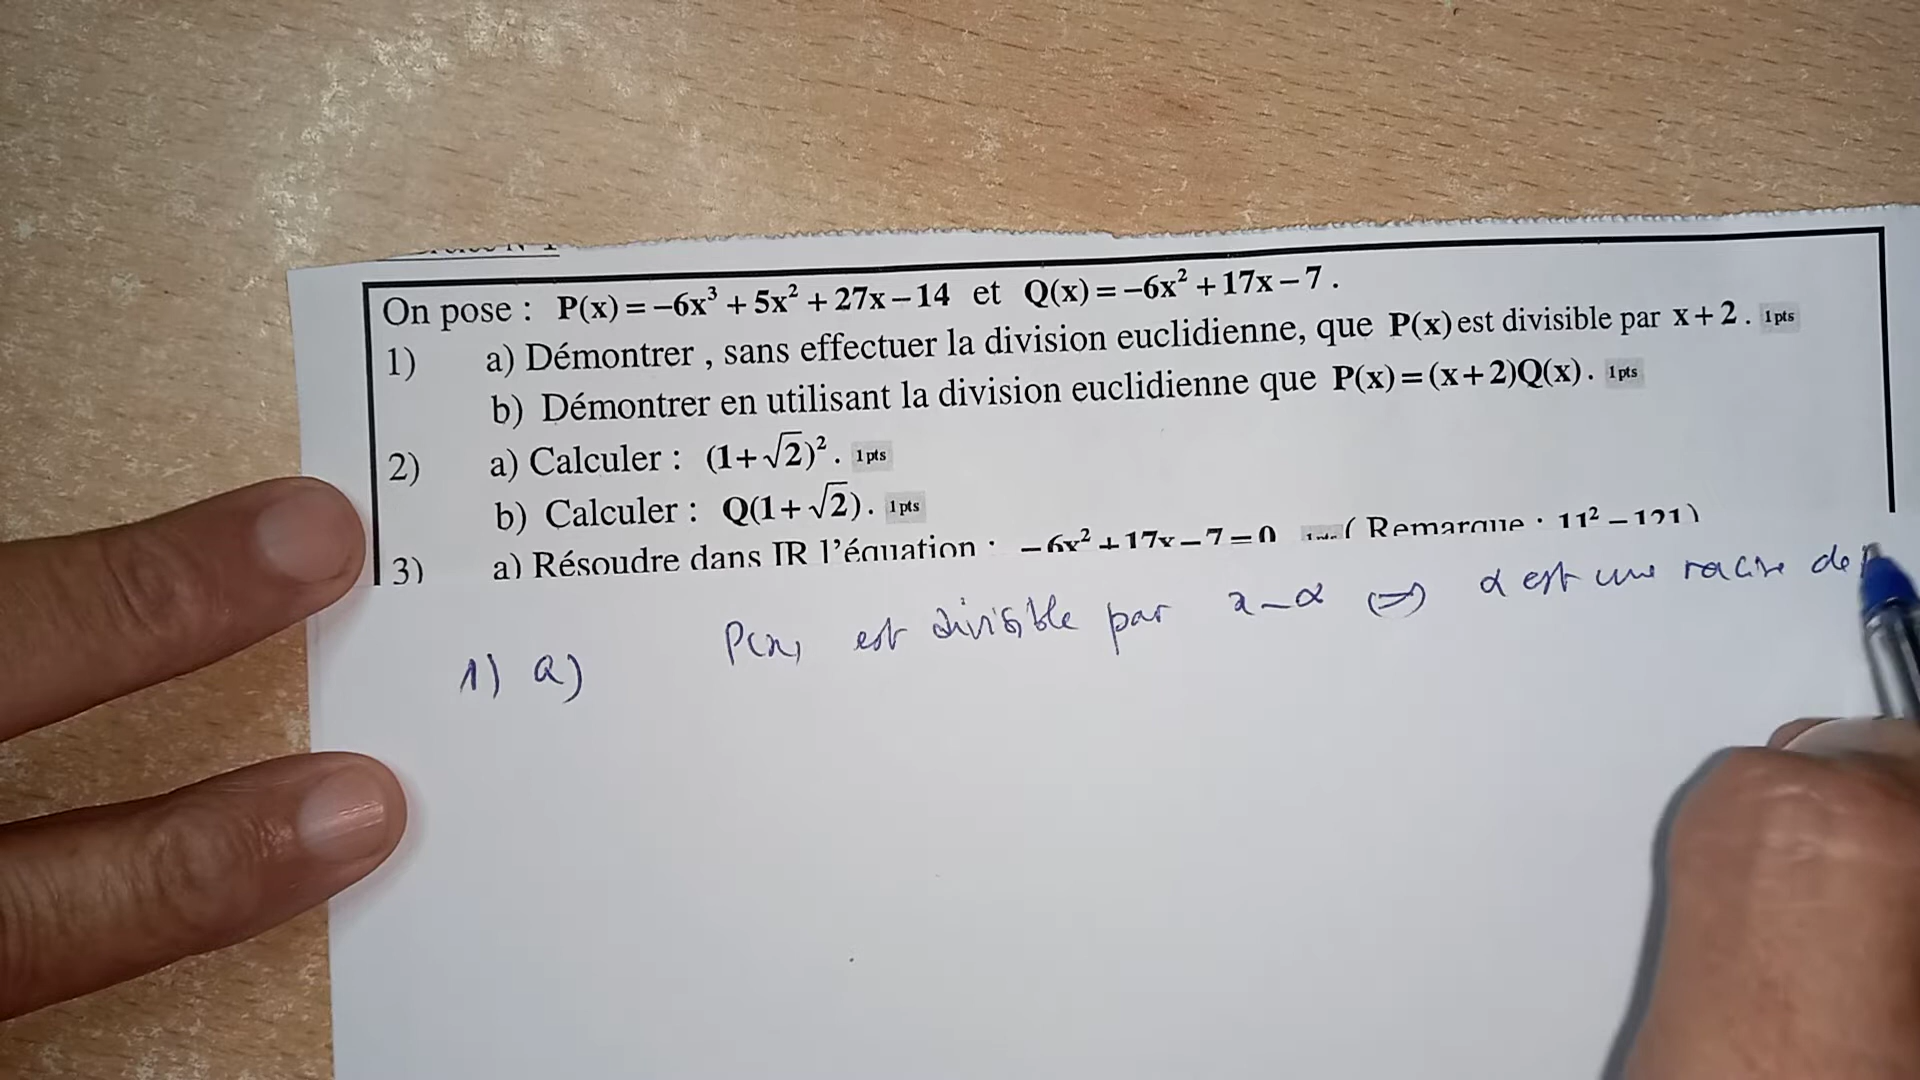 On pose : P(x) = −6x³ + 5x² + 27x − 14 et Q(x) = −6x² + 17x − 7 .
1) a) Démontrer , sans effectuer la division euclidienne, que P(x) est divisible par x + 2 . 1pts
b) Démontrer en utilisant la division euclidienne que P(x) = (x + 2)Q(x) . 1pts
2) a) Calculer : (1 + √2)² . 1pts
b) Calculer : Q(1 + √2) . 1pts
3) a) Résoudre dans IR l'équation : −6x² + 17x − 7 = 0 ( Remarque : 11² = 121)
1) a) P(x) est divisible par x − α ⇔ α est une racine de